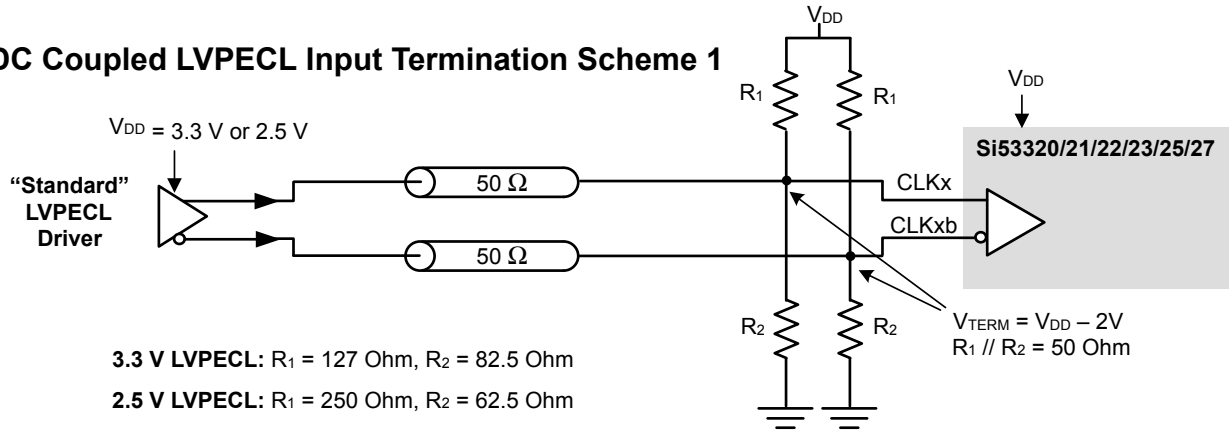 DC Coupled LVPECL Input Termination Scheme 1
VDD
R1
R1
VDD
VDD = 3.3 V or 2.5 V
Si53320/21/22/23/25/27
“Standard”
LVPECL
Driver
50 Ω
CLKx
50 Ω
CLKxb
R2
R2
VTERM = VDD – 2V
R1 // R2 = 50 Ohm
3.3 V LVPECL: R1 = 127 Ohm, R2 = 82.5 Ohm
2.5 V LVPECL: R1 = 250 Ohm, R2 = 62.5 Ohm